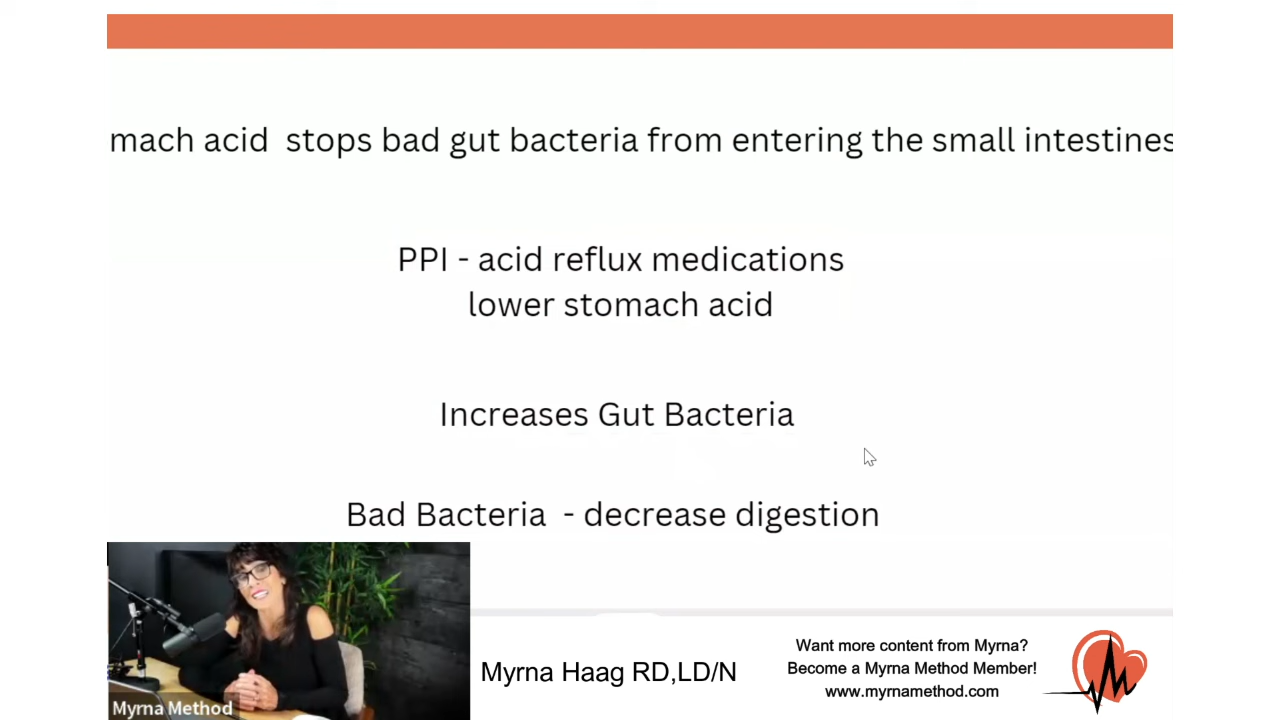 mach acid stops bad gut bacteria from entering the small intestines
PPI - acid reflux medications
lower stomach acid
Increases Gut Bacteria
Bad Bacteria - decrease digestion
Myrna Method
Myrna Haag RD,LD/N
Want more content from Myrna?
Become a Myrna Method Member!
www.myrnamethod.com